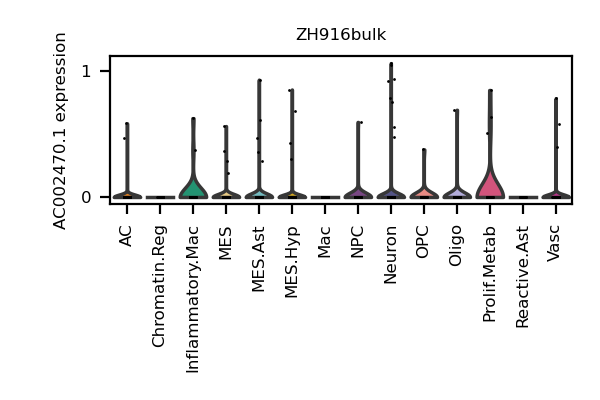 ZH916bulk
AC002470.1 expression
1
0
AC
Chromatin.Reg
Inflammatory.Mac
MES
MES.Ast
MES.Hyp
Mac
NPC
Neuron
OPC
Oligo
Prolif.Metab
Reactive.Ast
Vasc